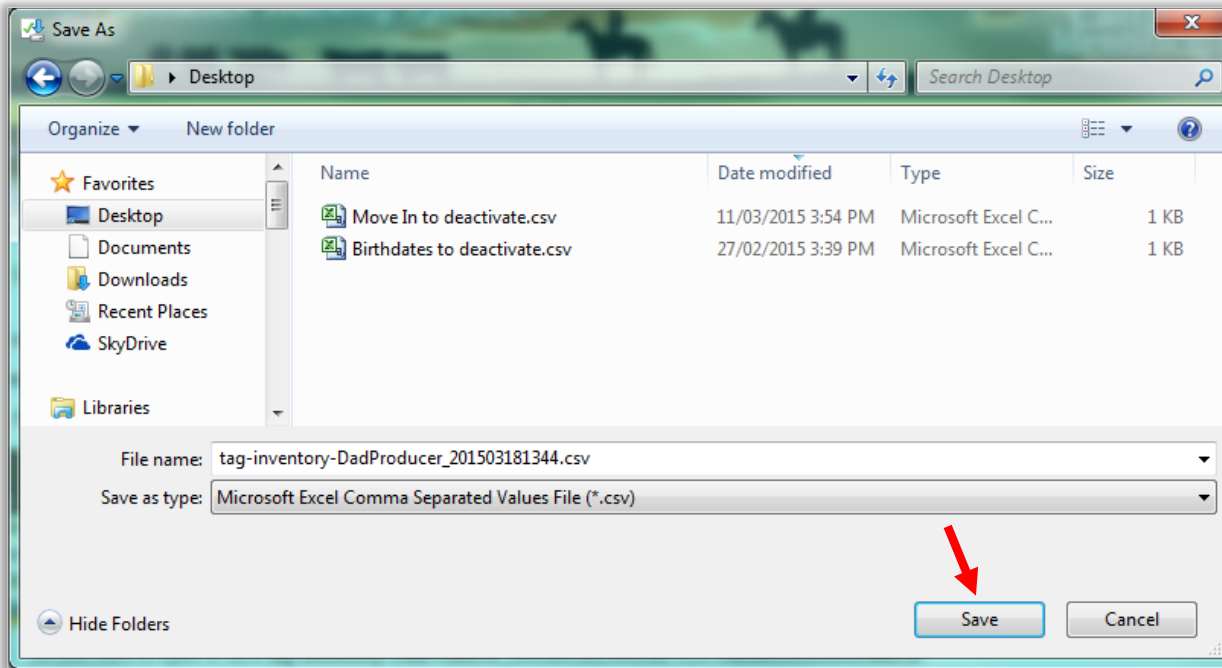 Save As
Desktop
Search Desktop
Organize New folder
Name Date modified Type Size
Favorites
Desktop
Documents
Downloads
Recent Places
SkyDrive
Libraries
Move In to deactivate.csv 11/03/2015 3:54 PM Microsoft Excel C... 1 KB
Birthdates to deactivate.csv 27/02/2015 3:39 PM Microsoft Excel C... 1 KB
File name: tag-inventory-DadProducer_201503181344.csv
Save as type: Microsoft Excel Comma Separated Values File (*.csv)
Hide Folders Save Cancel